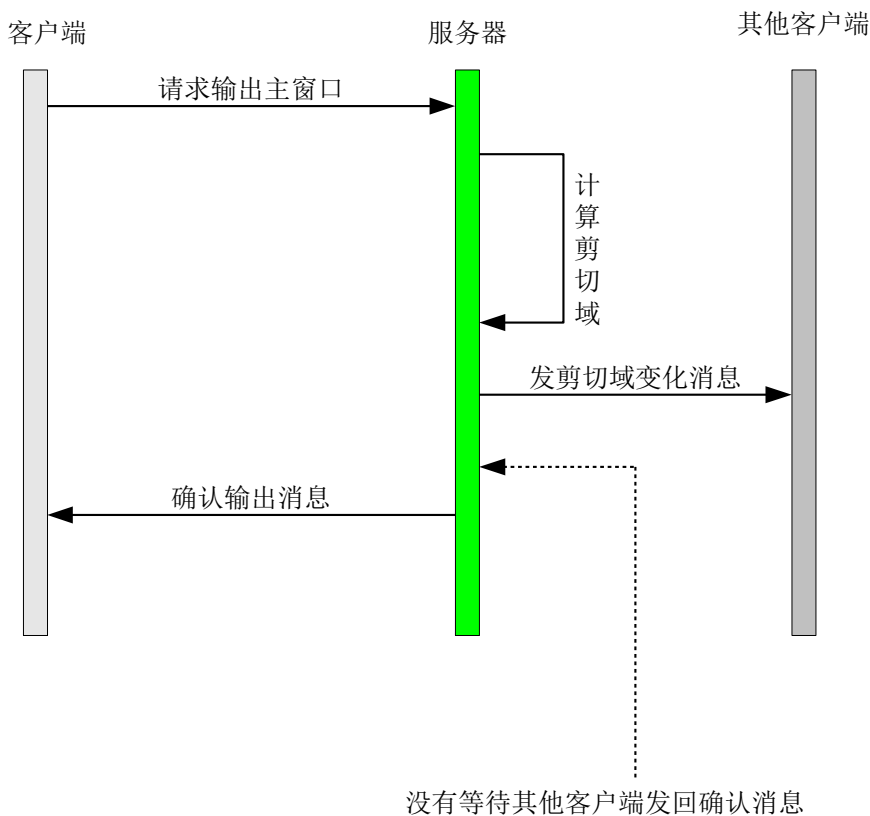 客户端
服务器
其他客户端
请求输出主窗口
计算剪切域
发剪切域变化消息
确认输出消息
没有等待其他客户端发回确认消息